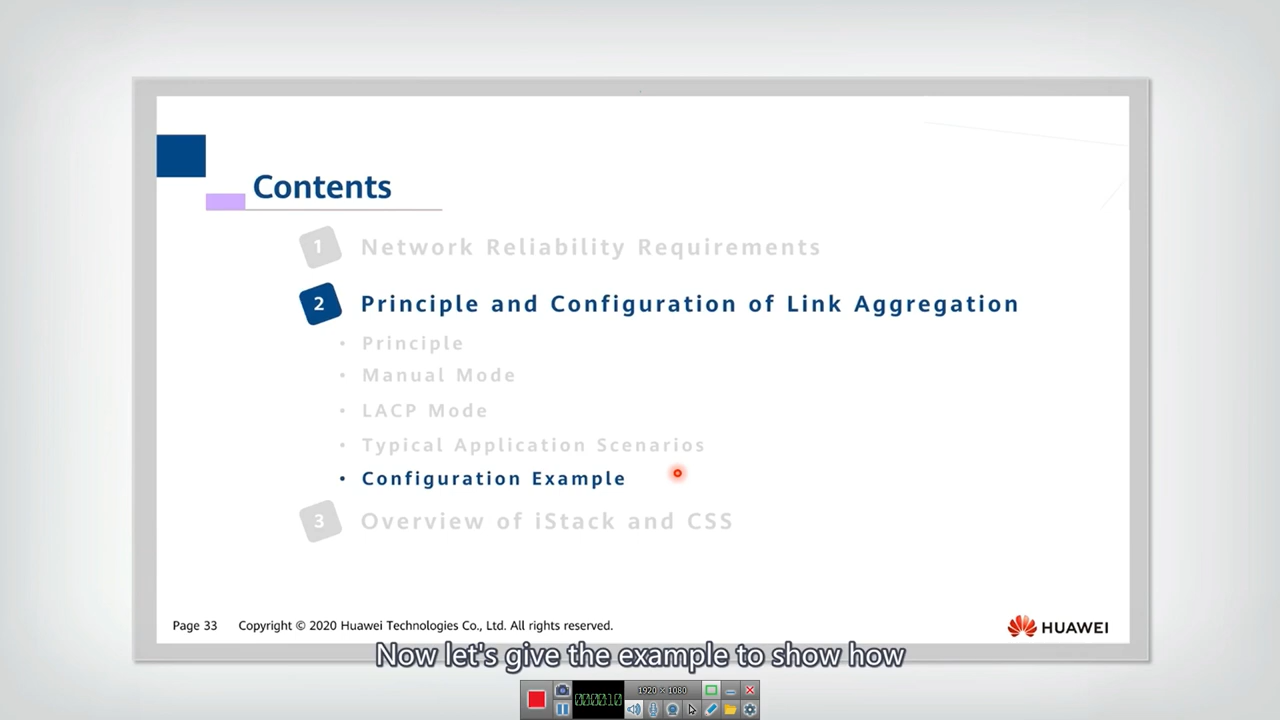 Contents
1 Network Reliability Requirements
2 Principle and Configuration of Link Aggregation
• Principle
• Manual Mode
• LACP Mode
• Typical Application Scenarios
• Configuration Example
3 Overview of iStack and CSS
Page 33 Copyright © 2020 Huawei Technologies Co., Ltd. All rights reserved.
HUAWEI
Now let's give the example to show how
1920 × 1080
000010